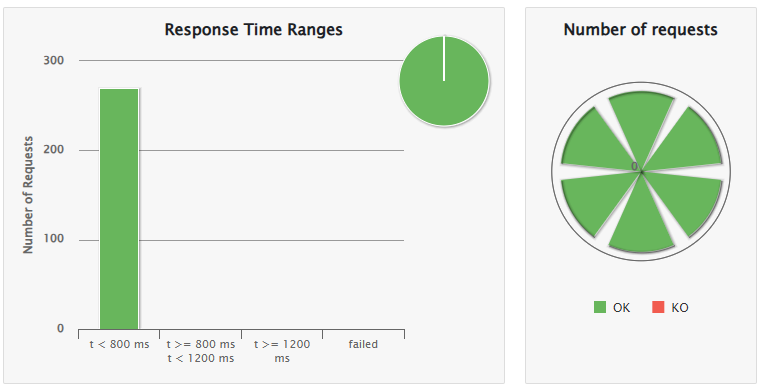 Response Time Ranges
Number of Requests
300
200
100
0
t < 800 ms
t >= 800 ms
t < 1200 ms
t >= 1200
ms
failed
Number of requests
0
OK
KO